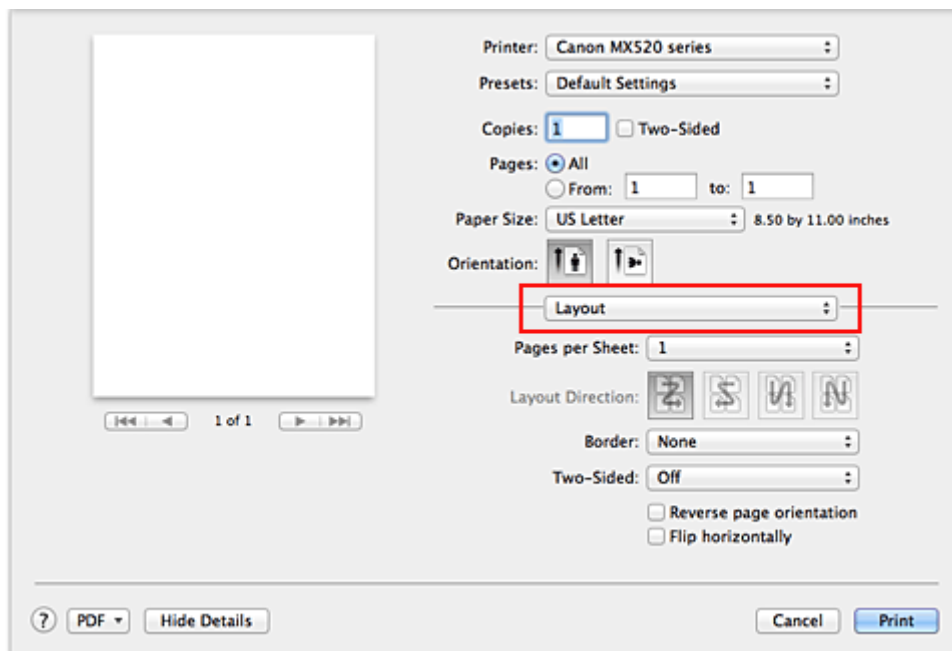 Printer: Canon MX520 series
Presets: Default Settings
Copies: 1 Two-Sided
Pages: All
From: 1 to: 1
Paper Size: US Letter 8.50 by 11.00 inches
Orientation:
Layout
Pages per Sheet: 1
Layout Direction:
1 of 1
Border: None
Two-Sided: Off
Reverse page orientation
Flip horizontally
? PDF Hide Details Cancel Print